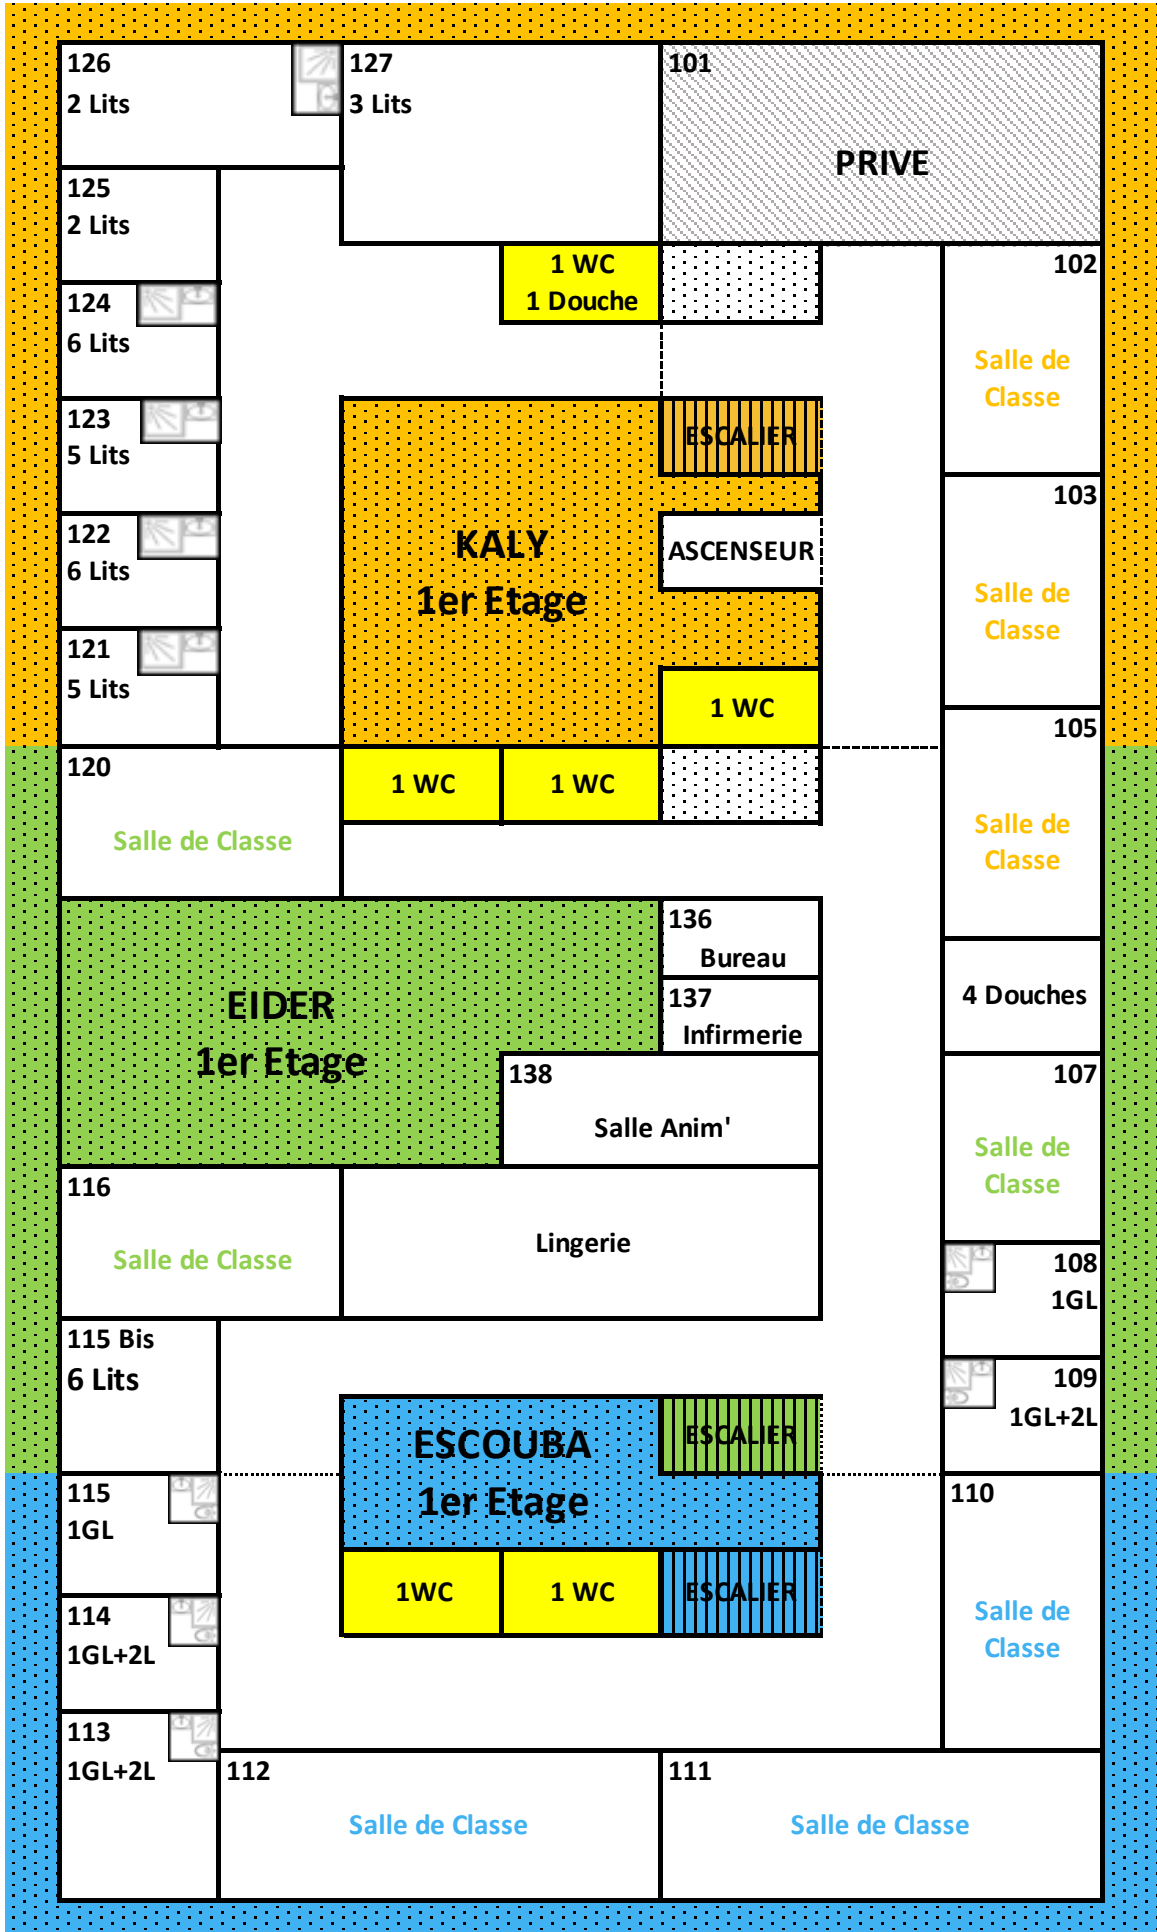 126
2 Lits
127
3 Lits
101
PRIVE
125
2 Lits
1 WC
1 Douche
102
Salle de
Classe
124
6 Lits
123
5 Lits
ESCALIER
103
Salle de
Classe
122
6 Lits
KALY
1er Etage
ASCENSEUR
121
5 Lits
1 WC
105
Salle de
Classe
120
Salle de Classe
1 WC
1 WC
136
Bureau
137
Infirmerie
4 Douches
EIDER
1er Etage
138
Salle Anim'
107
Salle de
Classe
116
Salle de Classe
Lingerie
108
1GL
115 Bis
6 Lits
109
1GL+2L
ESCOUBA
1er Etage
ESCALIER
115
1GL
110
Salle de
Classe
1WC
1 WC
ESCALIER
114
1GL+2L
113
1GL+2L
112
Salle de Classe
111
Salle de Classe